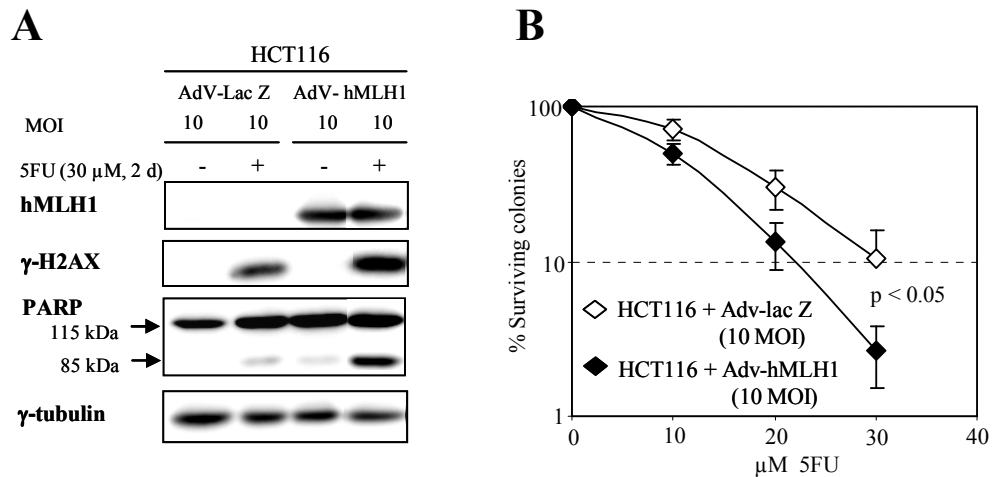 A
HCT116
AdV-Lac Z AdV- hMLH1
MOI 10 10 10 10
5FU (30 µM, 2 d) - + - +
hMLH1
γ-H2AX
PARP
115 kDa
85 kDa
γ-tubulin
B
100
10
1
% Surviving colonies
p < 0.05
HCT116 + Adv-lac Z
(10 MOI)
HCT116 + Adv-hMLH1
(10 MOI)
0 10 20 30 40
µM 5FU